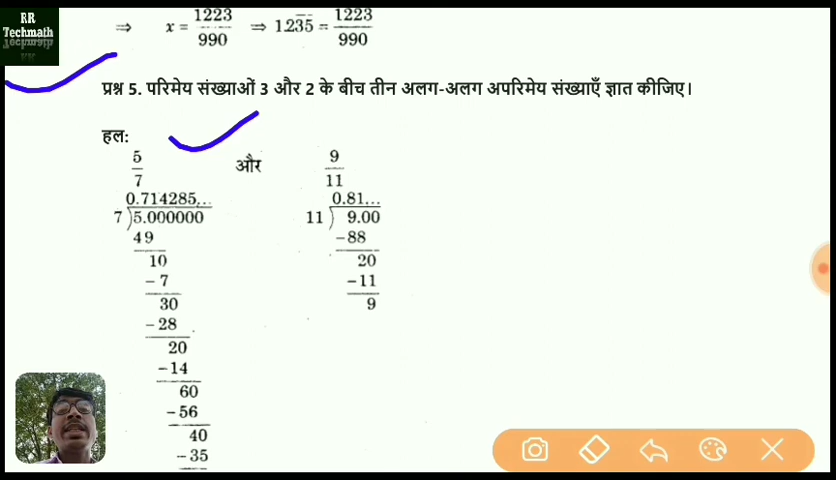 RR
Techmath
⇒ x = 1223/990 ⇒ 1.235 = 1223/990
प्रश्न 5. परिमेय संख्याओं 3 और 2 के बीच तीन अलग-अलग अपरिमेय संख्याएँ ज्ञात कीजिए।
हल:
5/7 और 9/11
0.714285... 0.81...
7 )5.000000 11 ) 9.00
49 -88
10 20
-7 -11
30 9
-28
20
-14
60
-56
40
-35